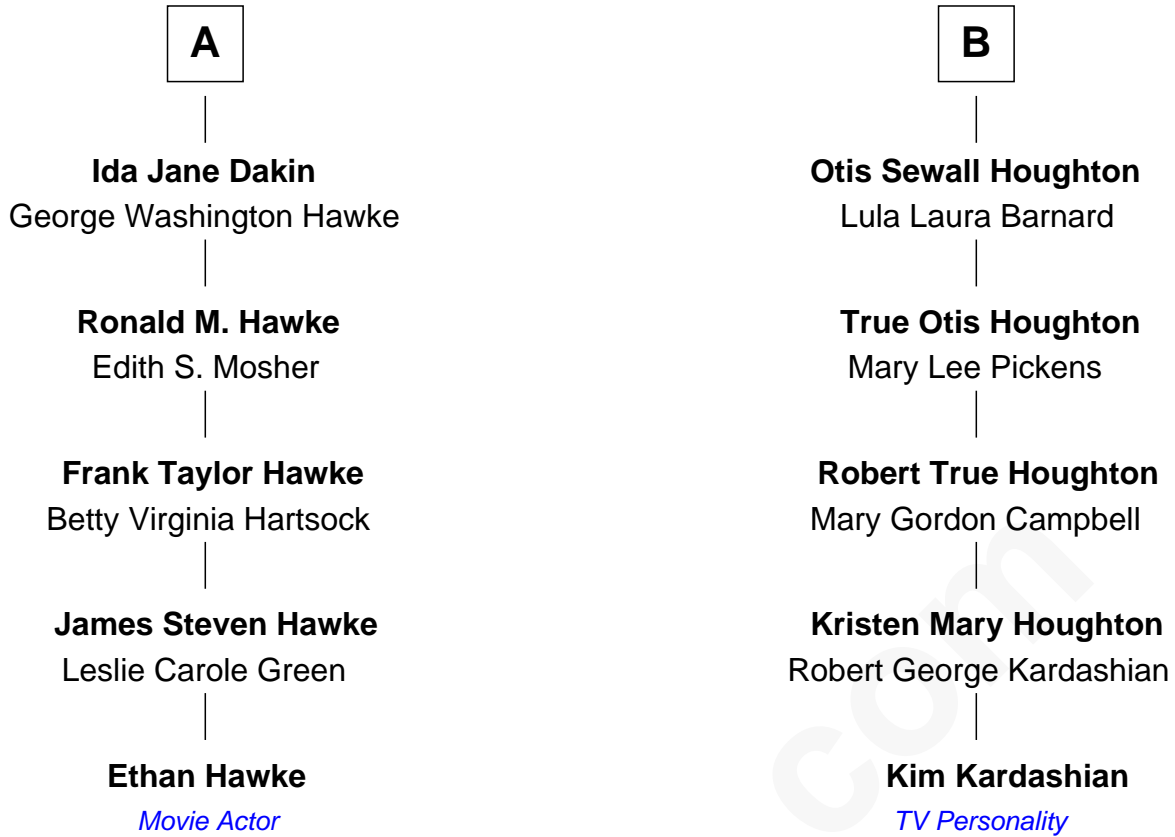 A
Ida Jane Dakin
George Washington Hawke
Ronald M. Hawke
Edith S. Mosher
Frank Taylor Hawke
Betty Virginia Hartsock
James Steven Hawke
Leslie Carole Green
Ethan Hawke
Movie Actor
B
Otis Sewall Houghton
Lula Laura Barnard
True Otis Houghton
Mary Lee Pickens
Robert True Houghton
Mary Gordon Campbell
Kristen Mary Houghton
Robert George Kardashian
Kim Kardashian
TV Personality
com